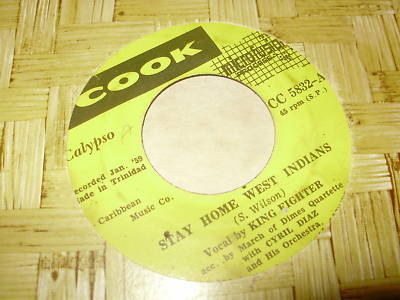 COOK
Calypso
CC-5832-A
45 rpm (S.P.)
Recorded Jan. '59
Made in Trinidad
Caribbean
Music Co.
STAY HOME WEST INDIANS
(S. Wilson)
Vocal by KING FIGHTER
acc. by March of Dimes Quartette
with CYRIL DIAZ
and His Orchestra,